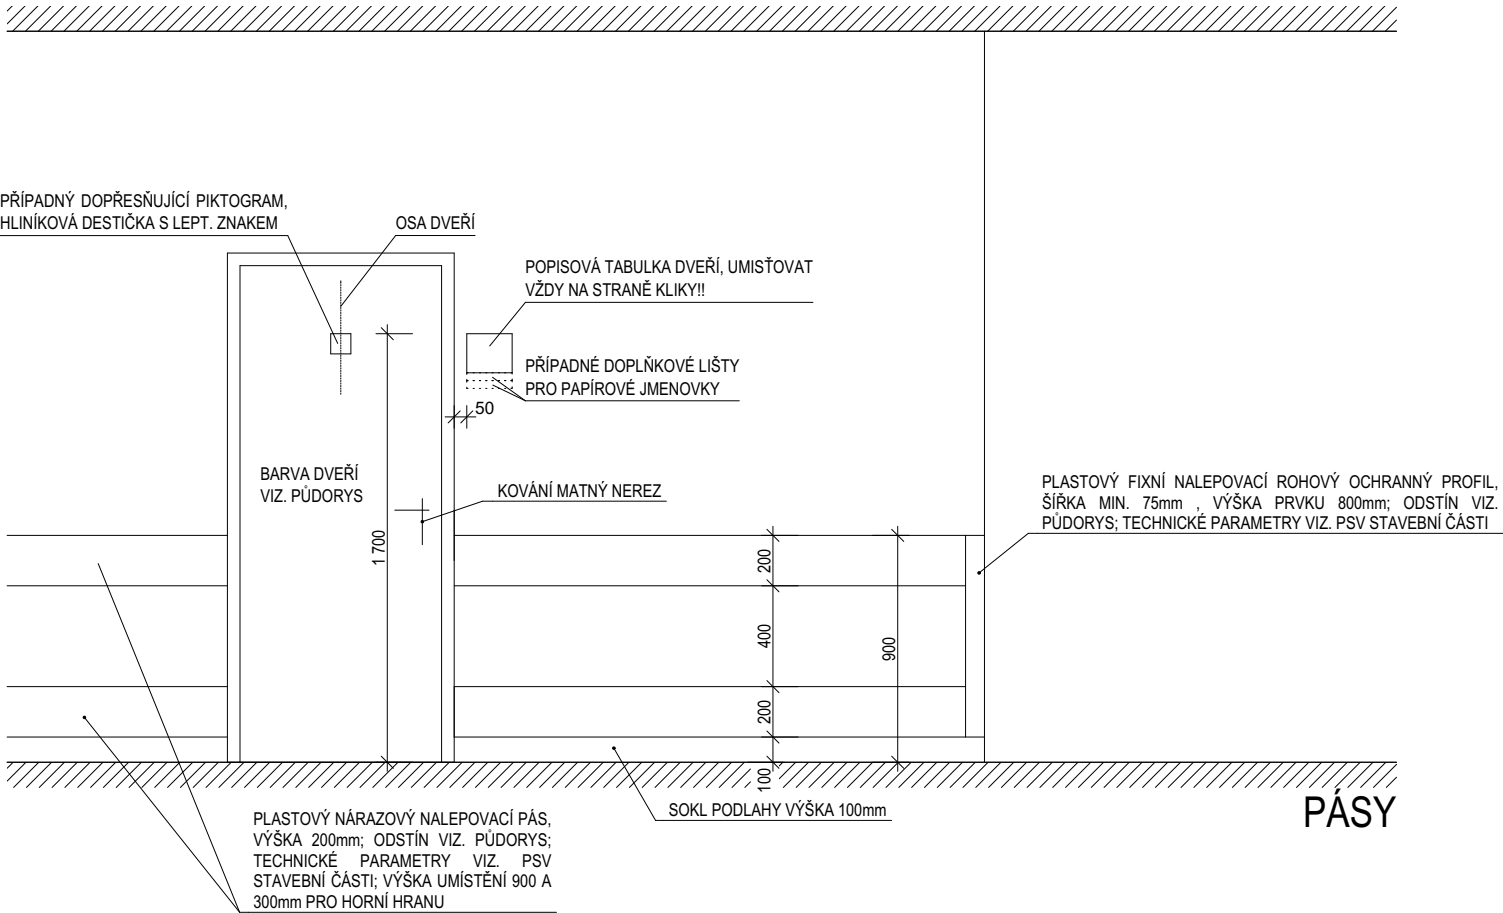 PŘÍPADNÝ DOPŘESŇUJÍCÍ PIKTOGRAM,
HLINÍKOVÁ DESTIČKA S LEPT. ZNAKEM
OSA DVEŘÍ
POPISOVÁ TABULKA DVEŘÍ, UMISŤOVAT
VŽDY NA STRANĚ KLIKY!!
PŘÍPADNÉ DOPLŇKOVÉ LIŠTY
PRO PAPÍROVÉ JMENOVKY
50
BARVA DVEŘÍ
VIZ. PŮDORYS
KOVÁNÍ MATNÝ NEREZ
PLASTOVÝ FIXNÍ NALEPOVACÍ ROHOVÝ OCHRANNÝ PROFIL,
ŠÍŘKA MIN. 75mm , VÝŠKA PRVKU 800mm; ODSTÍN VIZ.
PŮDORYS; TECHNICKÉ PARAMETRY VIZ. PSV STAVEBNÍ ČÁSTI
1 700
200
400
900
200
100
SOKL PODLAHY VÝŠKA 100mm
PÁSY
PLASTOVÝ NÁRAZOVÝ NALEPOVACÍ PÁS,
VÝŠKA 200mm; ODSTÍN VIZ. PŮDORYS;
TECHNICKÉ PARAMETRY VIZ. PSV
STAVEBNÍ ČÁSTI; VÝŠKA UMÍSTĚNÍ 900 A
300mm PRO HORNÍ HRANU